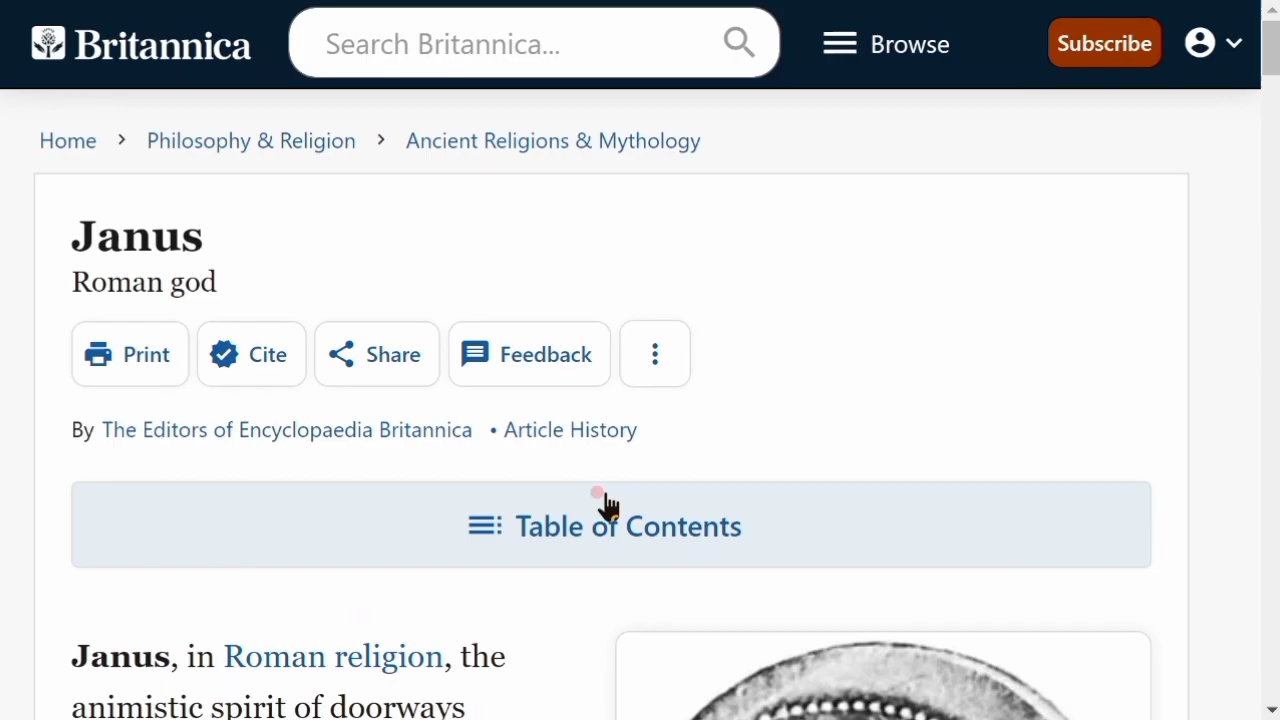 Britannica Search Britannica... Browse Subscribe
Home > Philosophy & Religion > Ancient Religions & Mythology
Janus
Roman god
Print Cite Share Feedback
By The Editors of Encyclopaedia Britannica • Article History
Table of Contents
Janus, in Roman religion, the
animistic spirit of doorways